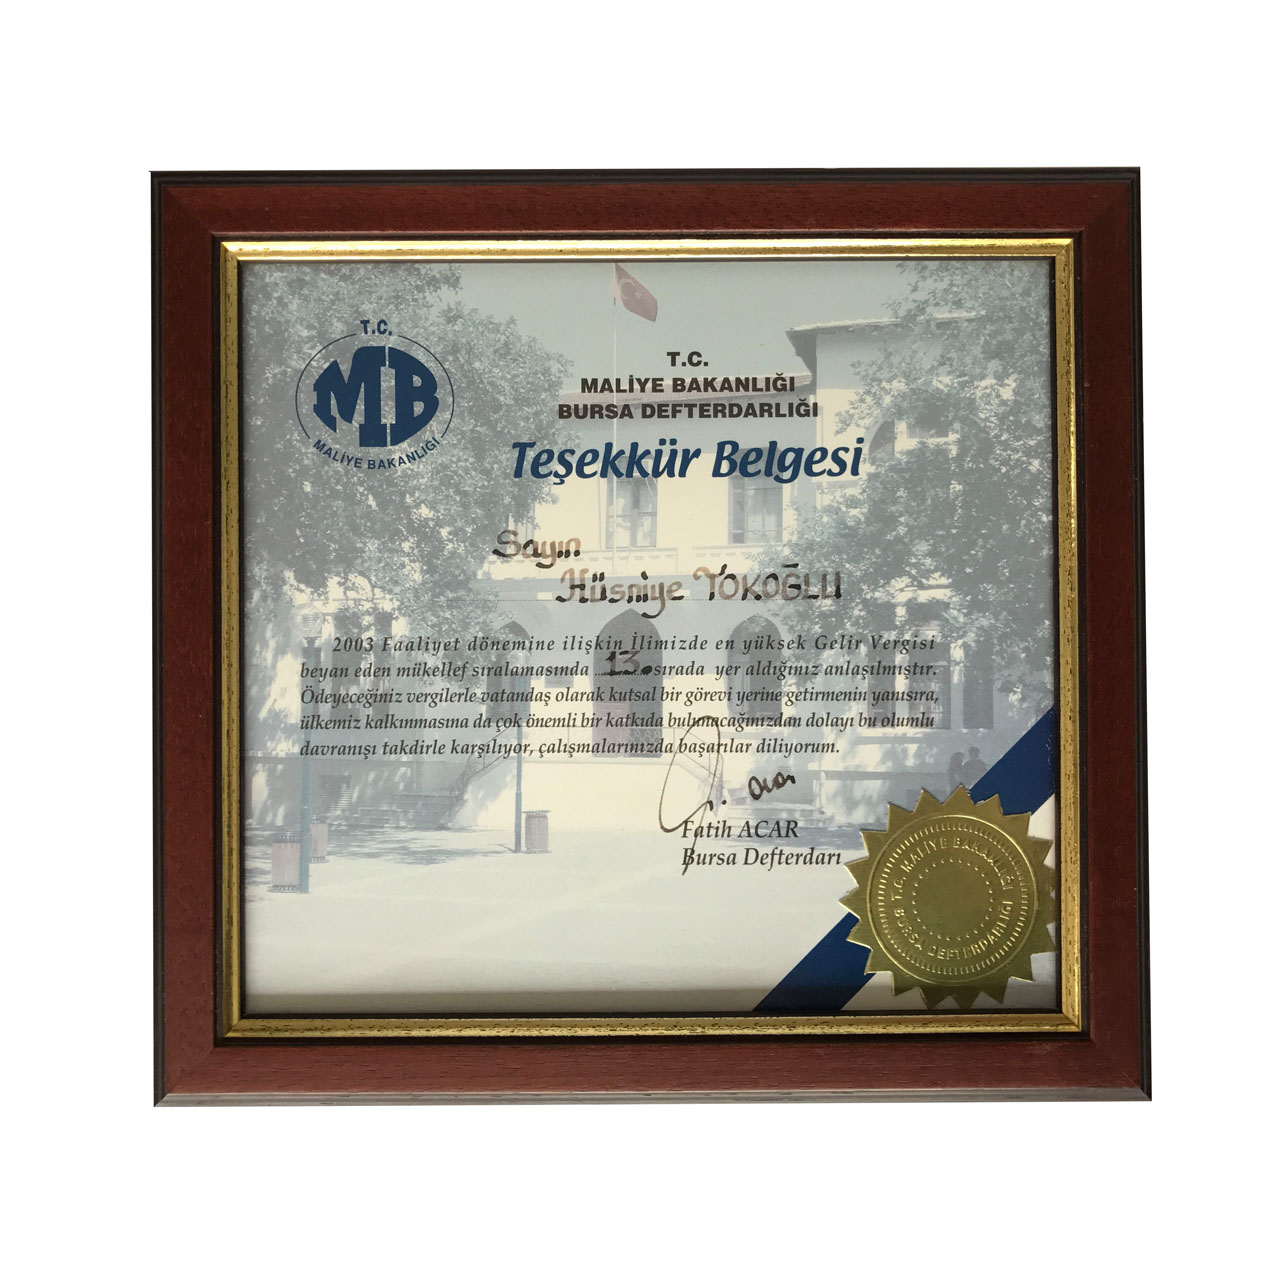 T.C.
MB
MALİYE BAKANLIĞI
T.C.
MALİYE BAKANLIĞI
BURSA DEFTERDARLIĞI
Teşekkür Belgesi
Sayın
Hüsniye TOKOĞLU
2003 Faaliyet dönemine ilişkin İlimizde en yüksek Gelir Vergisi
beyan eden mükellef sıralamasında 13. sırada yer aldığınız anlaşılmıştır.
Ödeyeceğiniz vergilerle vatandaş olarak kutsal bir görevi yerine getirmenin yanısıra,
ülkemiz kalkınmasına da çok önemli bir katkıda bulunacağınızdan dolayı bu olumlu
davranışı takdirle karşılıyor, çalışmalarınızda başarılar diliyorum.
Fatih ACAR
Bursa Defterdarı
T.C. MALİYE BAKANLIĞI
BURSA DEFTERDARLIĞI